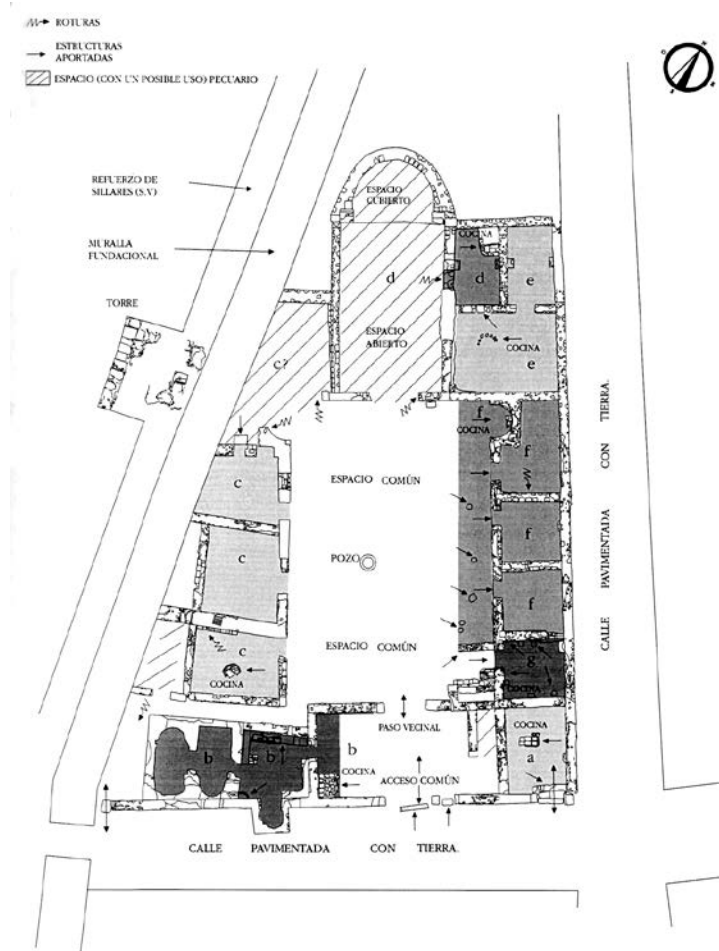 ROTURAS
ESTRUCTURAS
APORTADAS
ESPACIO (CON UN POSIBLE USO) PECUARIO
REFUERZO DE
SILLARES (S.V)
MURALLA
FUNDACIONAL
TORRE
ESPACIO
CUBIERTO
COCINA
d
e
d
ESPACIO
ABIERTO
COCINA
e
c?
f
COCINA
f
ESPACIO COMÚN
c
f
c
POZO
f
ESPACIO COMÚN
c
COCINA
g
COCINA
PASO VECINAL
COCINA
a
b
b
b
COCINA
ACCESO COMÚN
CALLE PAVIMENTADA CON TIERRA.
CALLE PAVIMENTADA CON TIERRA.